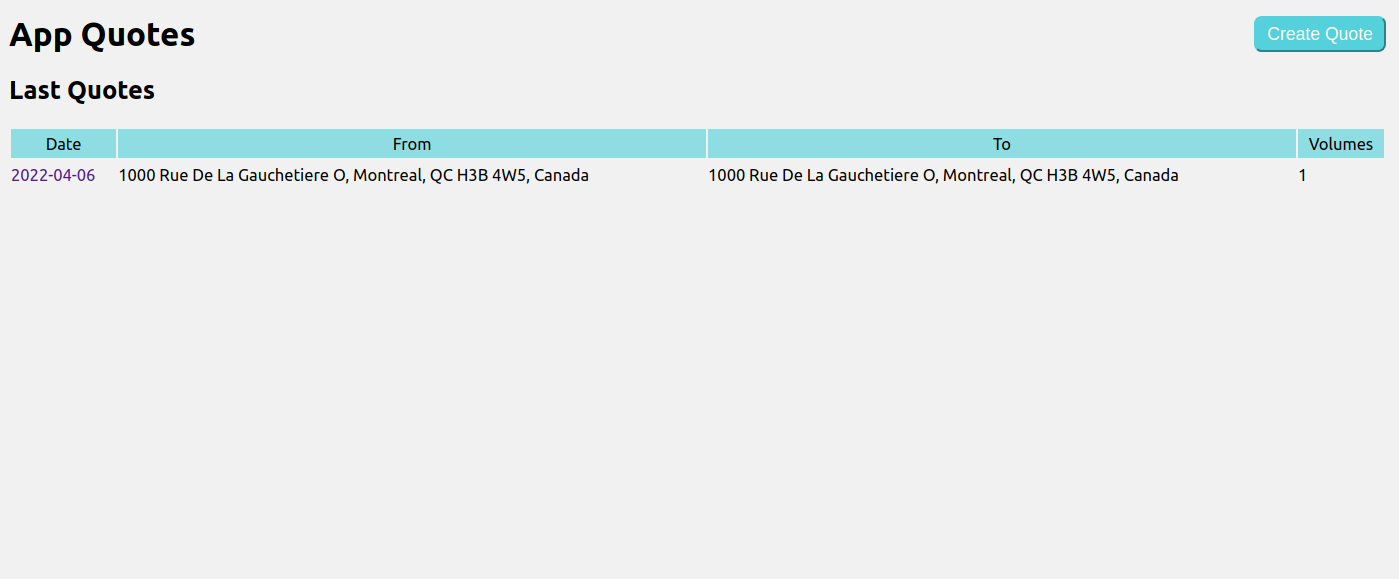 App Quotes
Create Quote
Last Quotes
Date From To Volumes
2022-04-06 1000 Rue De La Gauchetiere O, Montreal, QC H3B 4W5, Canada 1000 Rue De La Gauchetiere O, Montreal, QC H3B 4W5, Canada 1